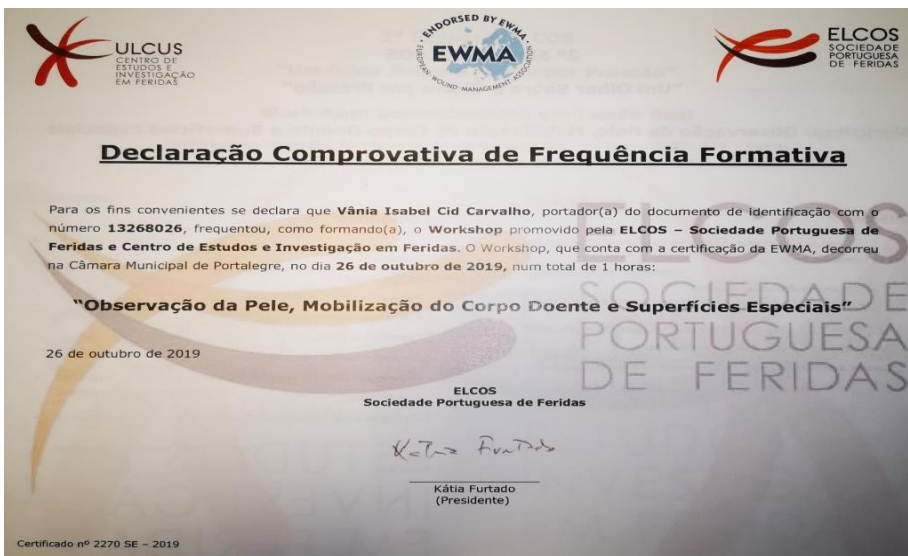 ULCUS
CENTRO DE
ESTUDOS E
INVESTIGAÇÃO
EM FERIDAS
ENDORSED BY EWMA
EWMA
EUROPEAN WOUND MANAGEMENT ASSOCIATION
ELCOS
SOCIEDADE
PORTUGUESA
DE FERIDAS
Declaração Comprovativa de Frequência Formativa
Para os fins convenientes se declara que Vânia Isabel Cid Carvalho, portador(a) do documento de identificação com o
número 13268026, frequentou, como formando(a), o Workshop promovido pela ELCOS – Sociedade Portuguesa de
Feridas e Centro de Estudos e Investigação em Feridas. O Workshop, que conta com a certificação da EWMA, decorreu
na Câmara Municipal de Portalegre, no dia 26 de outubro de 2019, num total de 1 horas:
"Observação da Pele, Mobilização do Corpo Doente e Superfícies Especiais"
26 de outubro de 2019
ELCOS
SOCIEDADE
PORTUGUESA
DE FERIDAS
ELCOS
Sociedade Portuguesa de Feridas
Kátia Furtado
Kátia Furtado
(Presidente)
Certificado nº 2270 SE – 2019